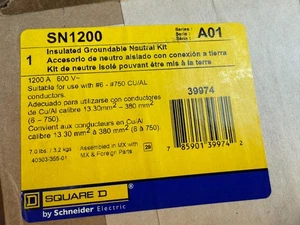 SN1200
Series :
Serie :
Série :
A01
1
Insulated Groundable Neutral Kit
Accesorio de neutro aislado con conexión a tierra
Kit de neutre isolé pouvant être mis à la terre
1200 A 600 V~
Suitable for use with #6 - #750 CU/AL
conductors.
Adecuado para utilizarse con conductores de
Cu/Al calibre 13.30mm² – 380 mm²
(6 – 750).
Convient aux conducteurs en Cu/Al
calibre 13.30 mm² à 380 mm² (6 à 750).
39974
7.0 lbs / 3.2 kgs
Assembled in MX with
MX & Foreign Parts
40303-355-01
7 85901 39974 2
SQUARE D
by Schneider Electric